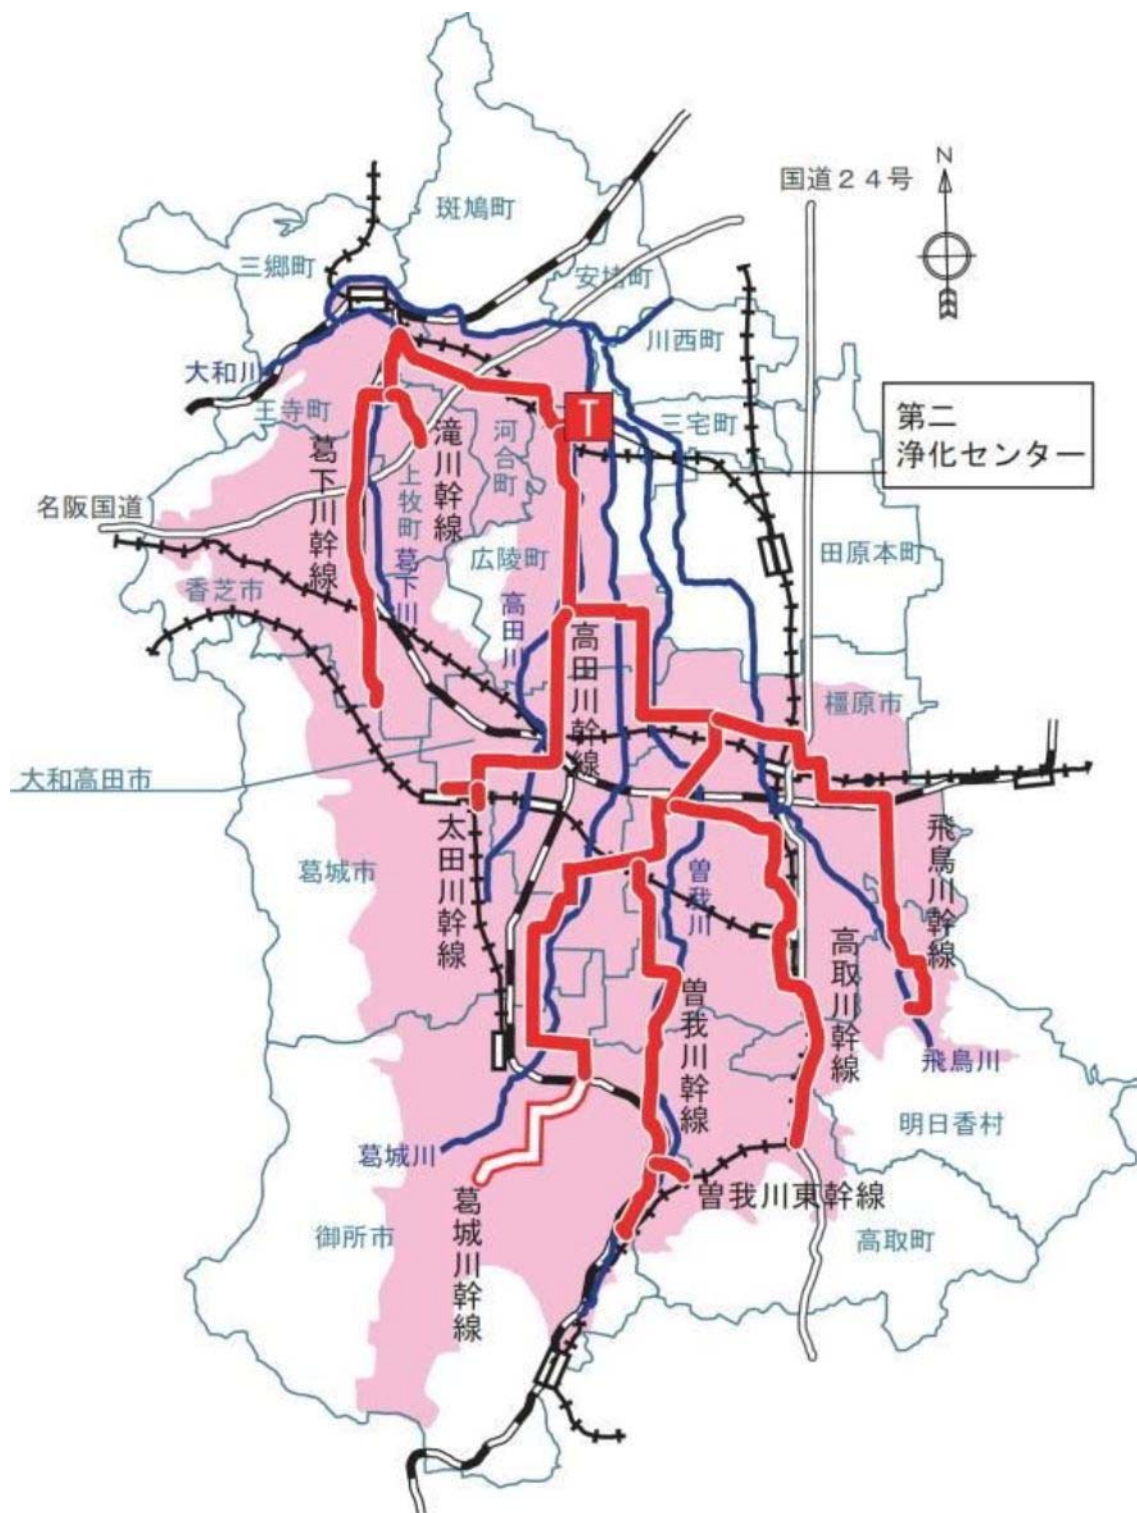 N
国道24号
斑鳩町
三郷町
安堵町
川西町
大和川
王寺町
三宅町
第二
浄化センター
T
滝川幹線
河合町
葛下川幹線
上牧町
名阪国道
広陵町
田原本町
香芝市
葛下川
高田川
高田川幹線
橿原市
大和高田市
太田川幹線
飛鳥川幹線
葛城市
曽我川
高取川幹線
曽我川幹線
飛鳥川
明日香村
葛城川
曽我川東幹線
葛城川幹線
御所市
高取町